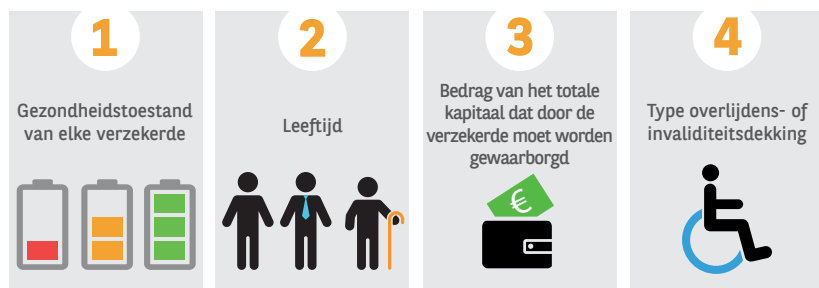 1
Gezondheidstoestand
van elke verzekerde
2
Leeftijd
3
Bedrag van het totale
kapitaal dat door de
verzekerde moet worden
gewaarborgd
€
4
Type overlijdens- of
invaliditeitsdekking